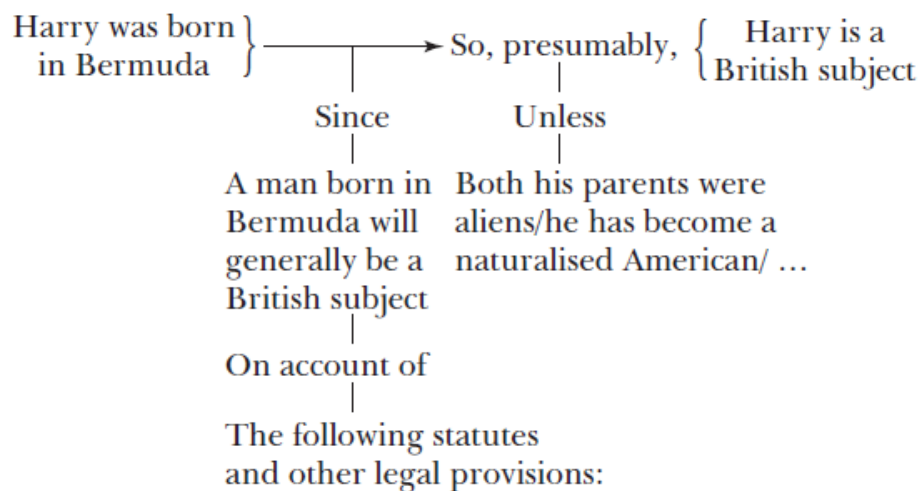 Harry was born
in Bermuda
So, presumably,
Harry is a
British subject
Since
Unless
A man born in
Bermuda will
generally be a
British subject
Both his parents were
aliens/he has become a
naturalised American/ …
On account of
The following statutes
and other legal provisions: